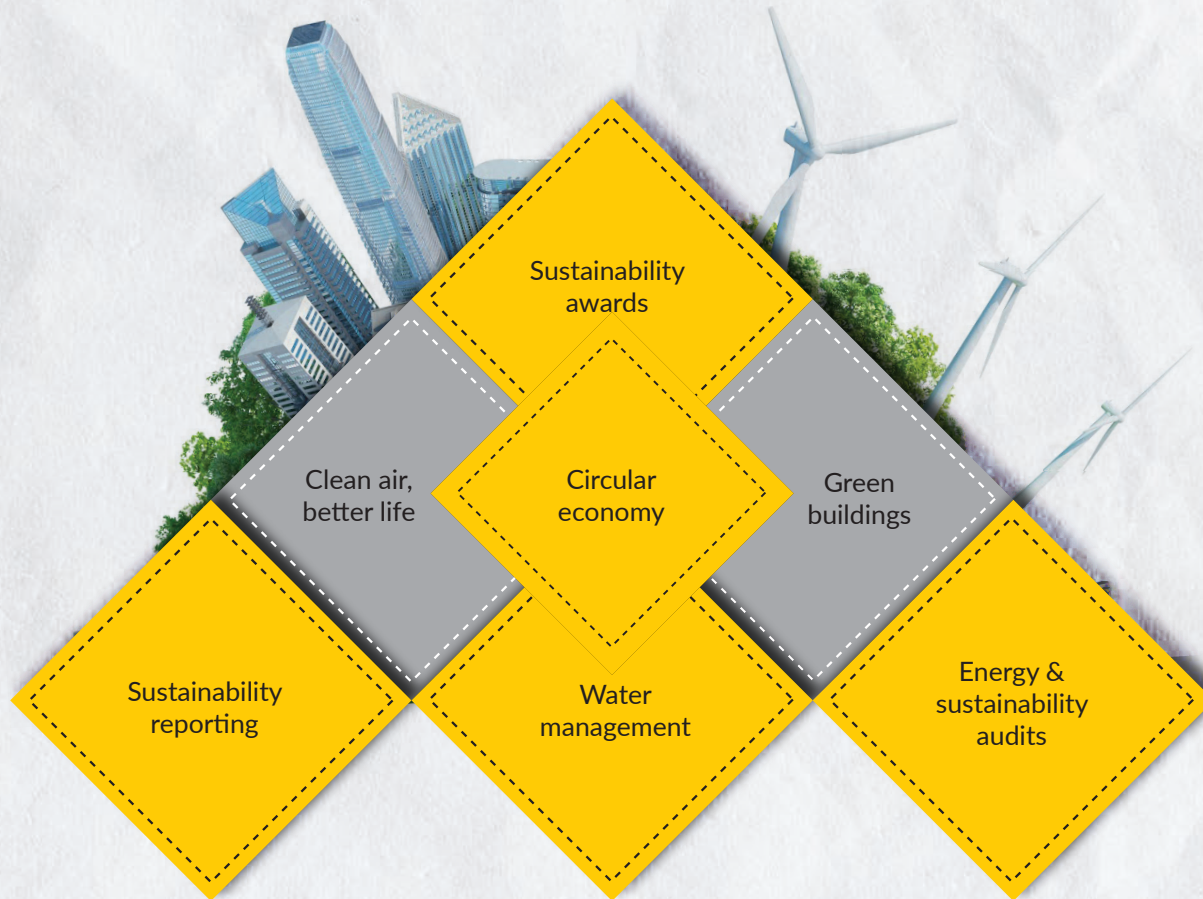 Sustainability
awards
Clean air,
better life
Circular
economy
Green
buildings
Sustainability
reporting
Water
management
Energy &
sustainability
audits